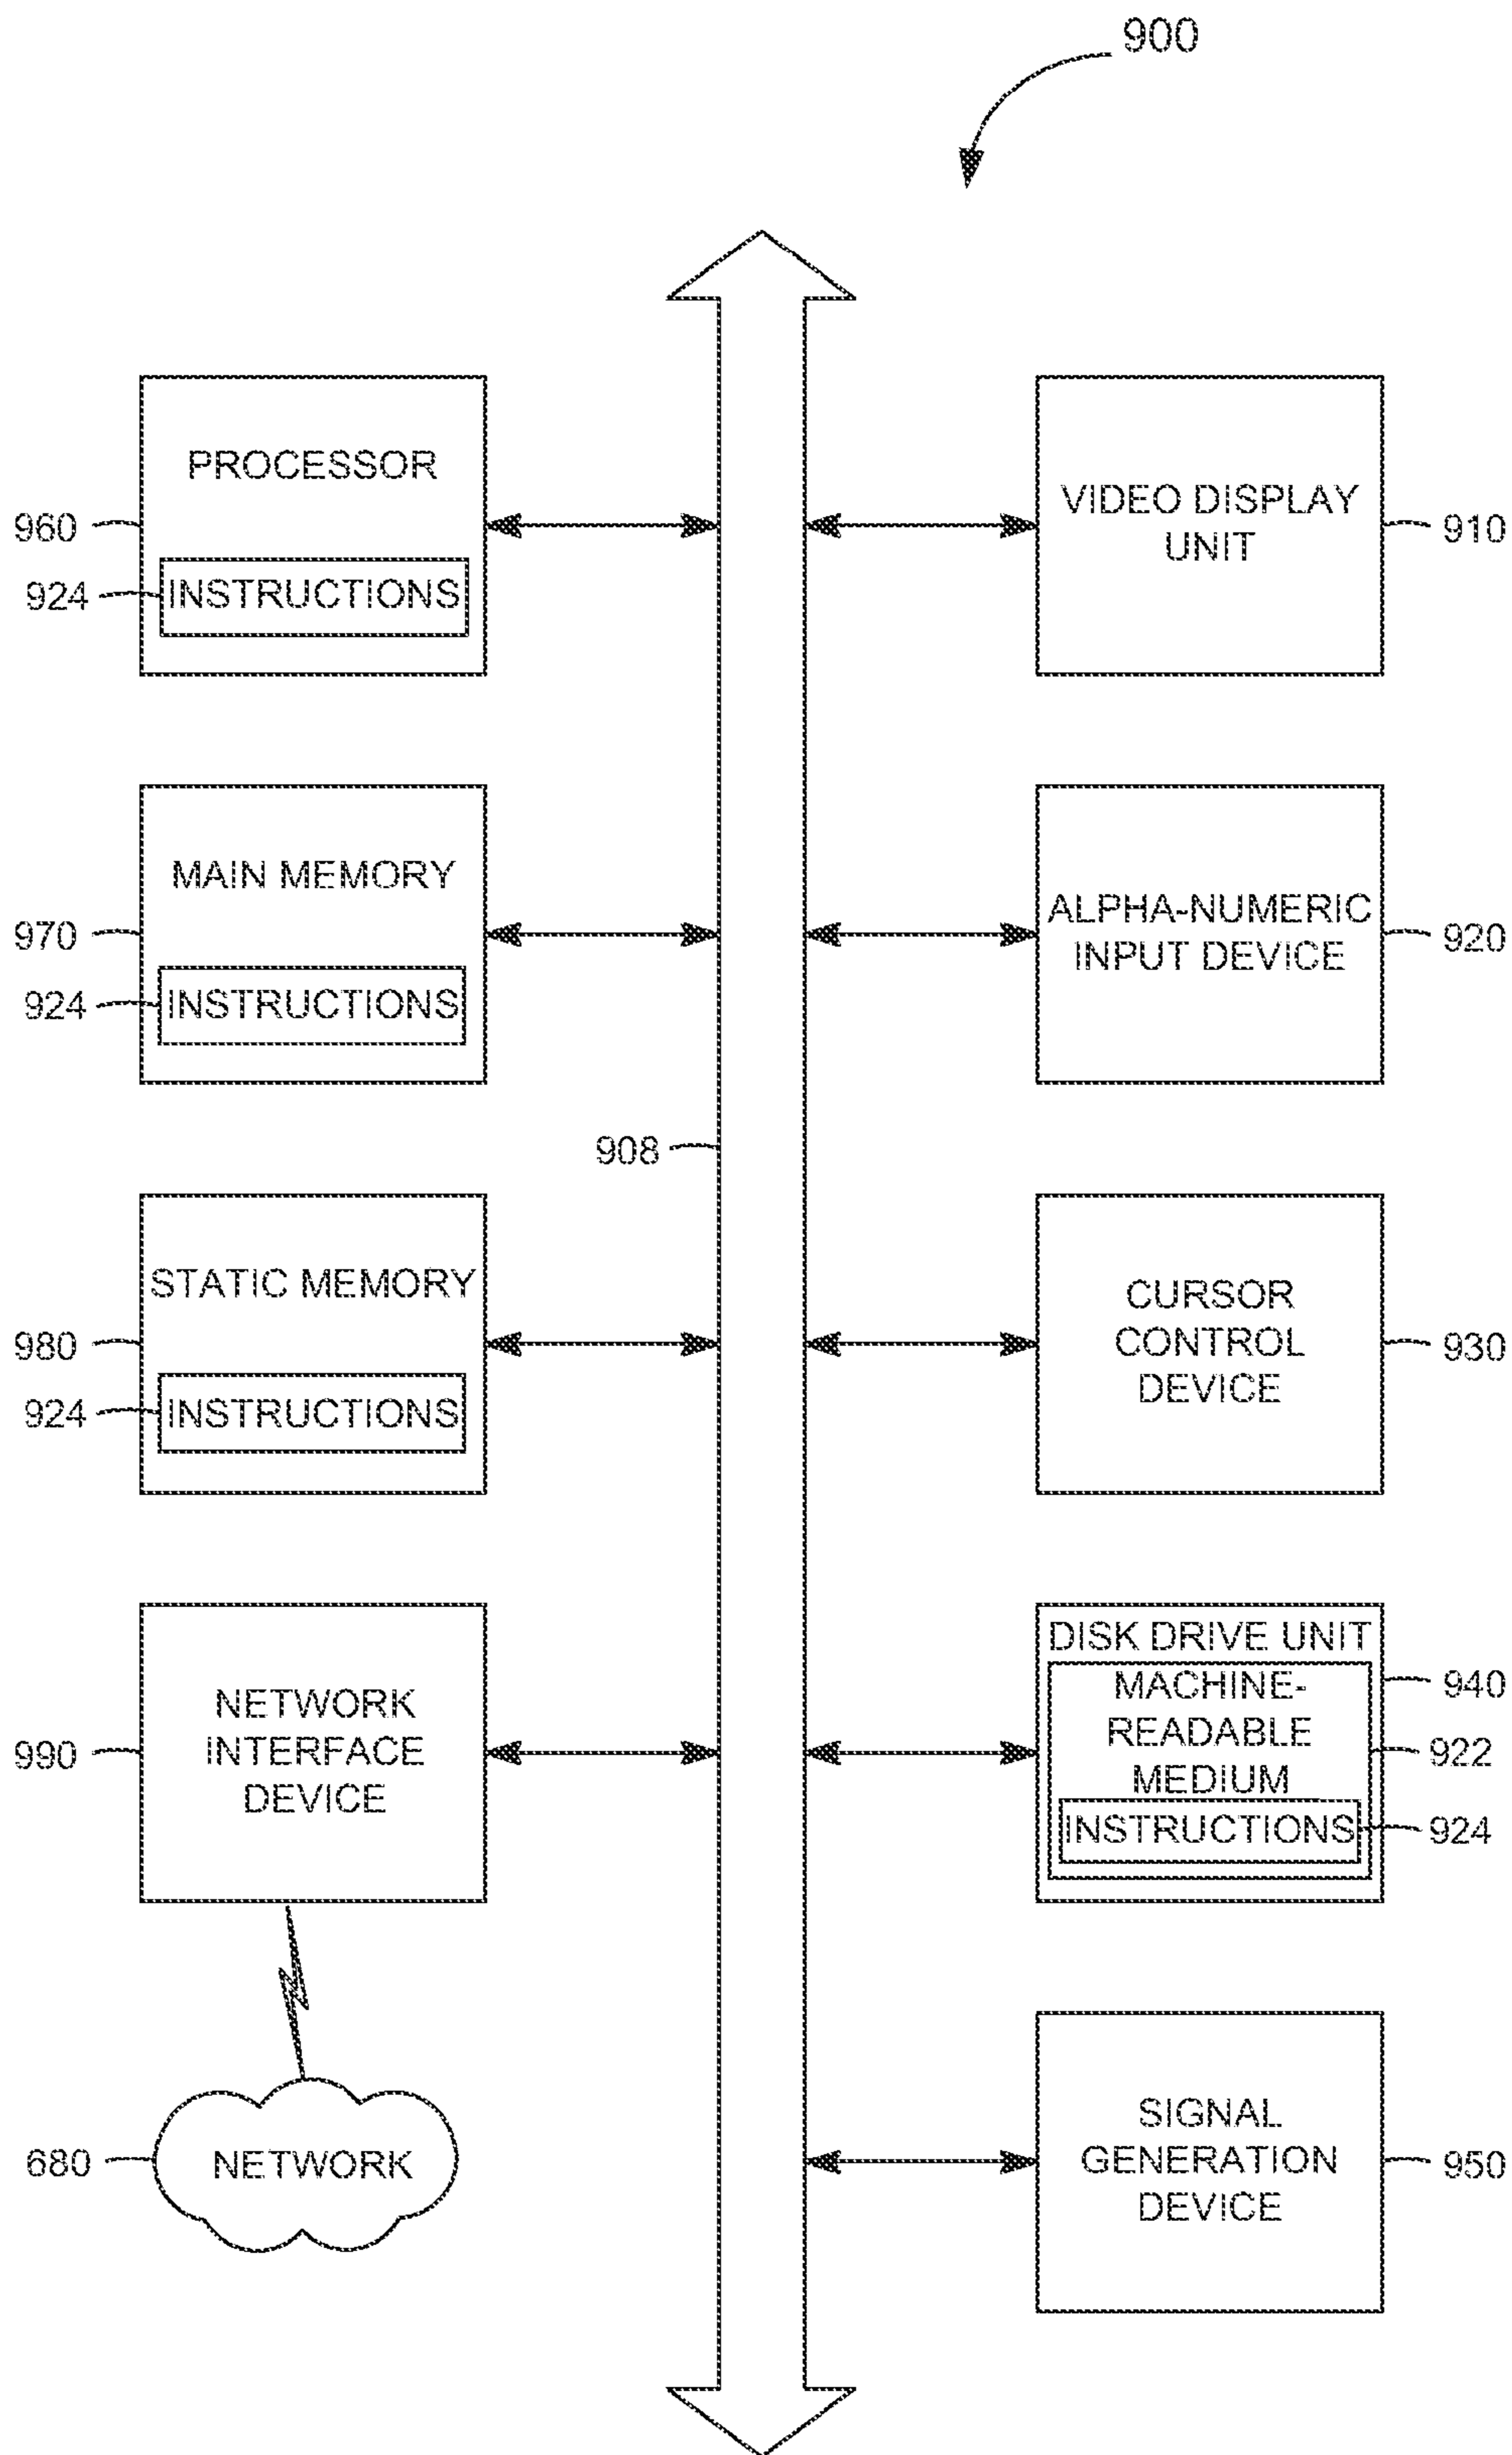 900
PROCESSOR
960
924
INSTRUCTIONS
VIDEO DISPLAY
UNIT
910
MAIN MEMORY
970
924
INSTRUCTIONS
ALPHA-NUMERIC
INPUT DEVICE
920
908
STATIC MEMORY
980
924
INSTRUCTIONS
CURSOR
CONTROL
DEVICE
930
NETWORK
INTERFACE
DEVICE
990
DISK DRIVE UNIT
940
MACHINE-
READABLE
MEDIUM
922
INSTRUCTIONS
924
680
NETWORK
SIGNAL
GENERATION
DEVICE
950